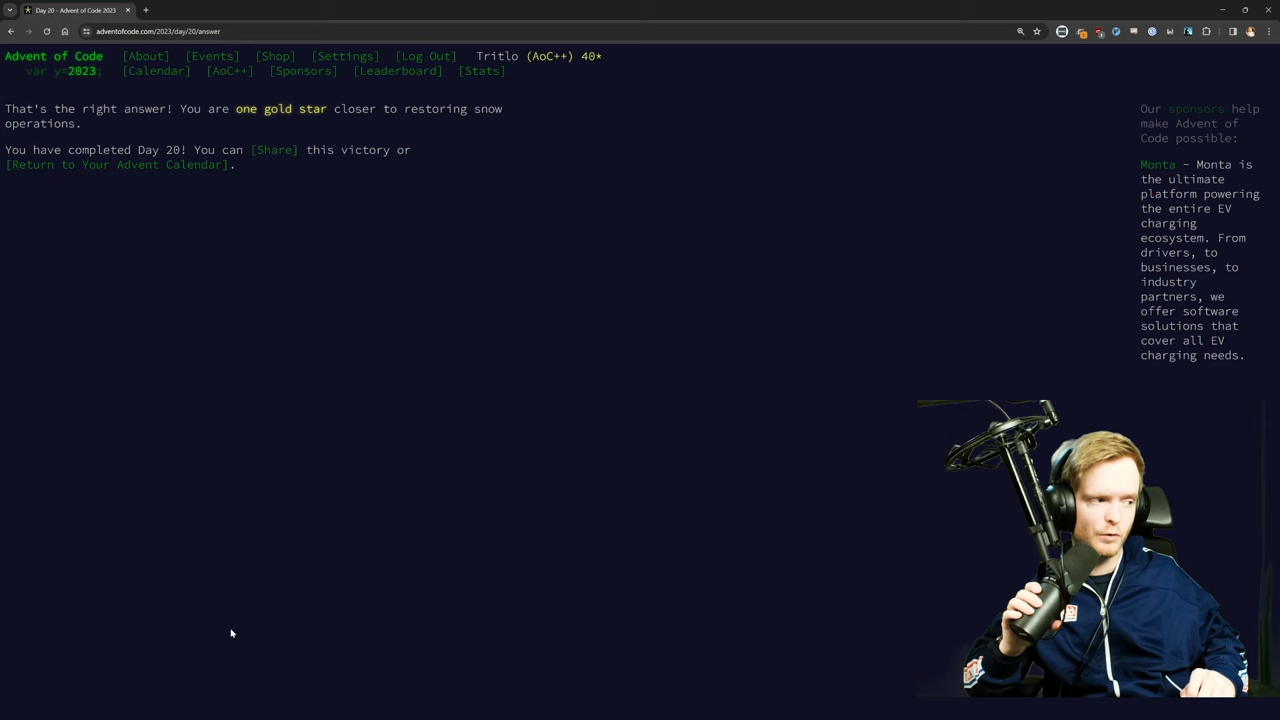 Day 20 - Advent of Code 2023
adventofcode.com/2023/day/20/answer
Advent of Code [About] [Events] [Shop] [Settings] [Log Out] Tritlo (AoC++) 40*
var y=2023; [Calendar] [AoC++] [Sponsors] [Leaderboard] [Stats]
That's the right answer! You are one gold star closer to restoring snow
operations.
You have completed Day 20! You can [Share] this victory or
[Return to Your Advent Calendar].
Our sponsors help
make Advent of
Code possible:
Monta - Monta is
the ultimate
platform powering
the entire EV
charging
ecosystem. From
drivers, to
businesses, to
industry
partners, we
offer software
solutions that
cover all EV
charging needs.